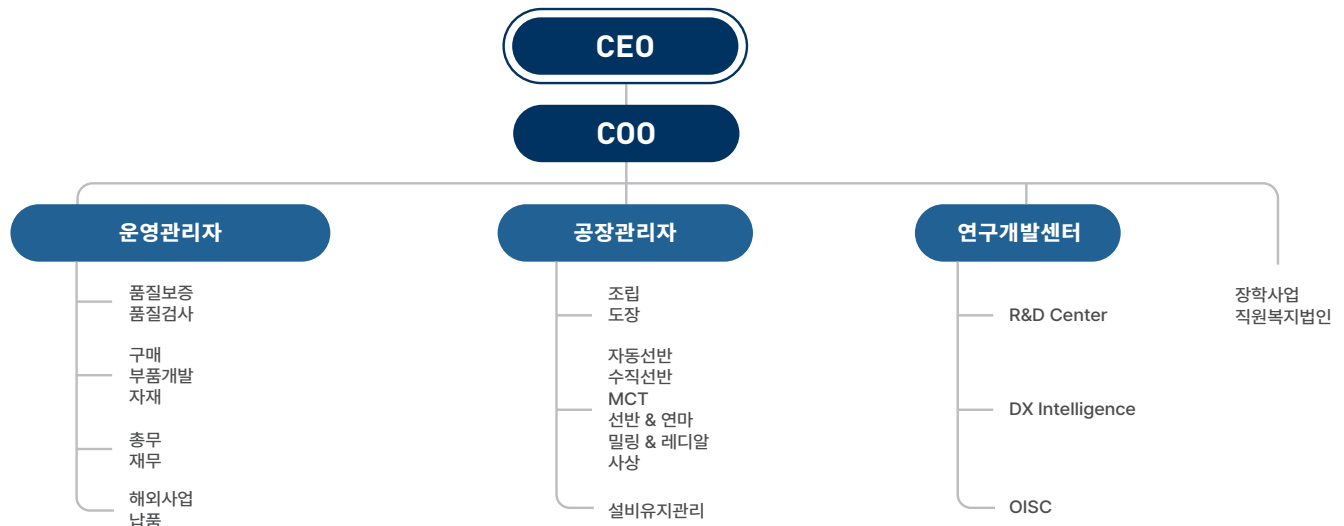 CEO
COO
운영관리자
품질보증
품질검사
구매
부품개발
자재
총무
재무
해외사업
납품
공장관리자
조립
도장
자동선반
수직선반
MCT
선반 & 연마
밀링 & 레디알
사상
설비유지관리
연구개발센터
R&D Center
DX Intelligence
OISC
장학사업
직원복지법인